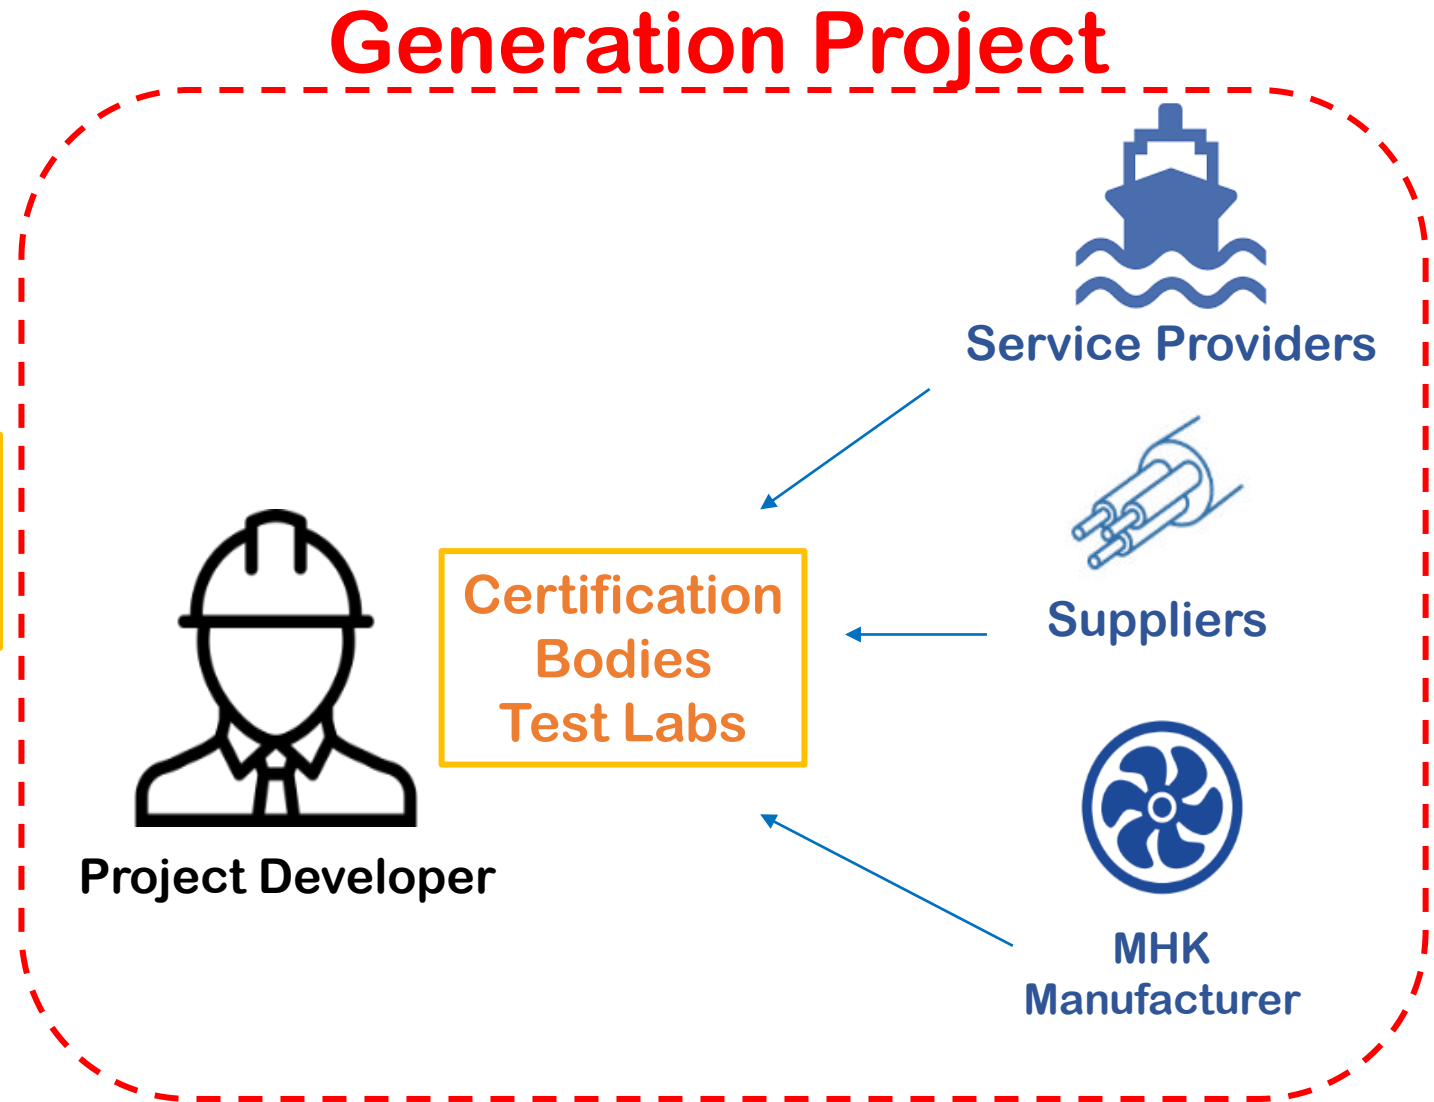 Generation Project
Service Providers
Suppliers
Certification
Bodies
Test Labs
Project Developer
MHK
Manufacturer